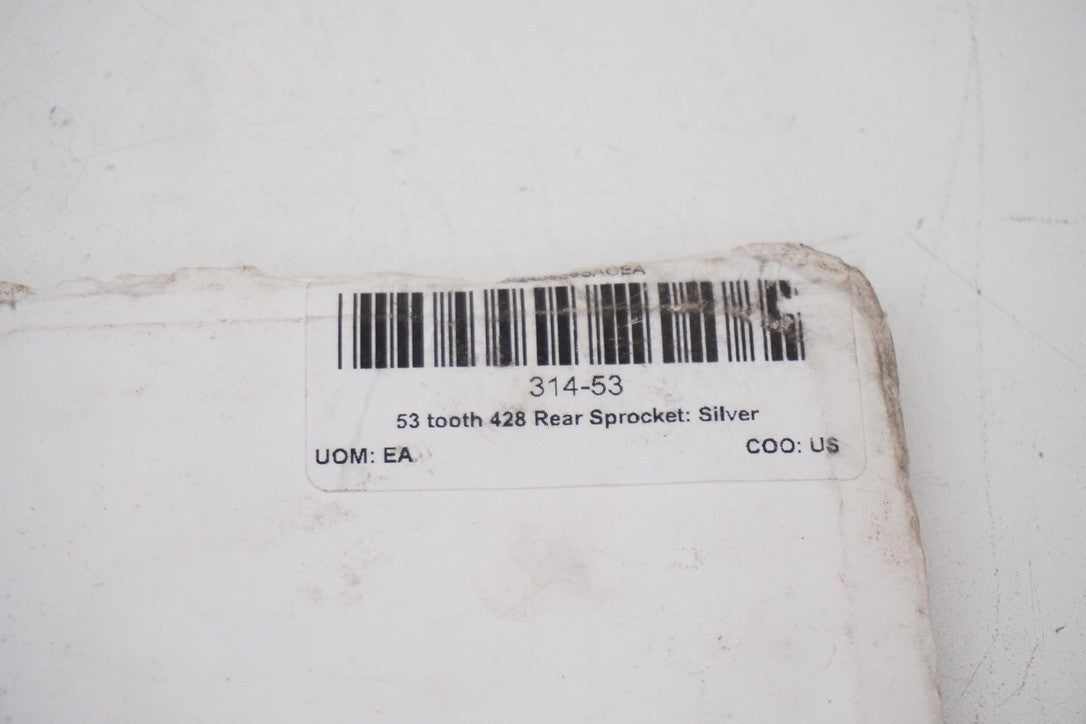 314-53
53 tooth 428 Rear Sprocket: Silver
UOM: EA
COO: US